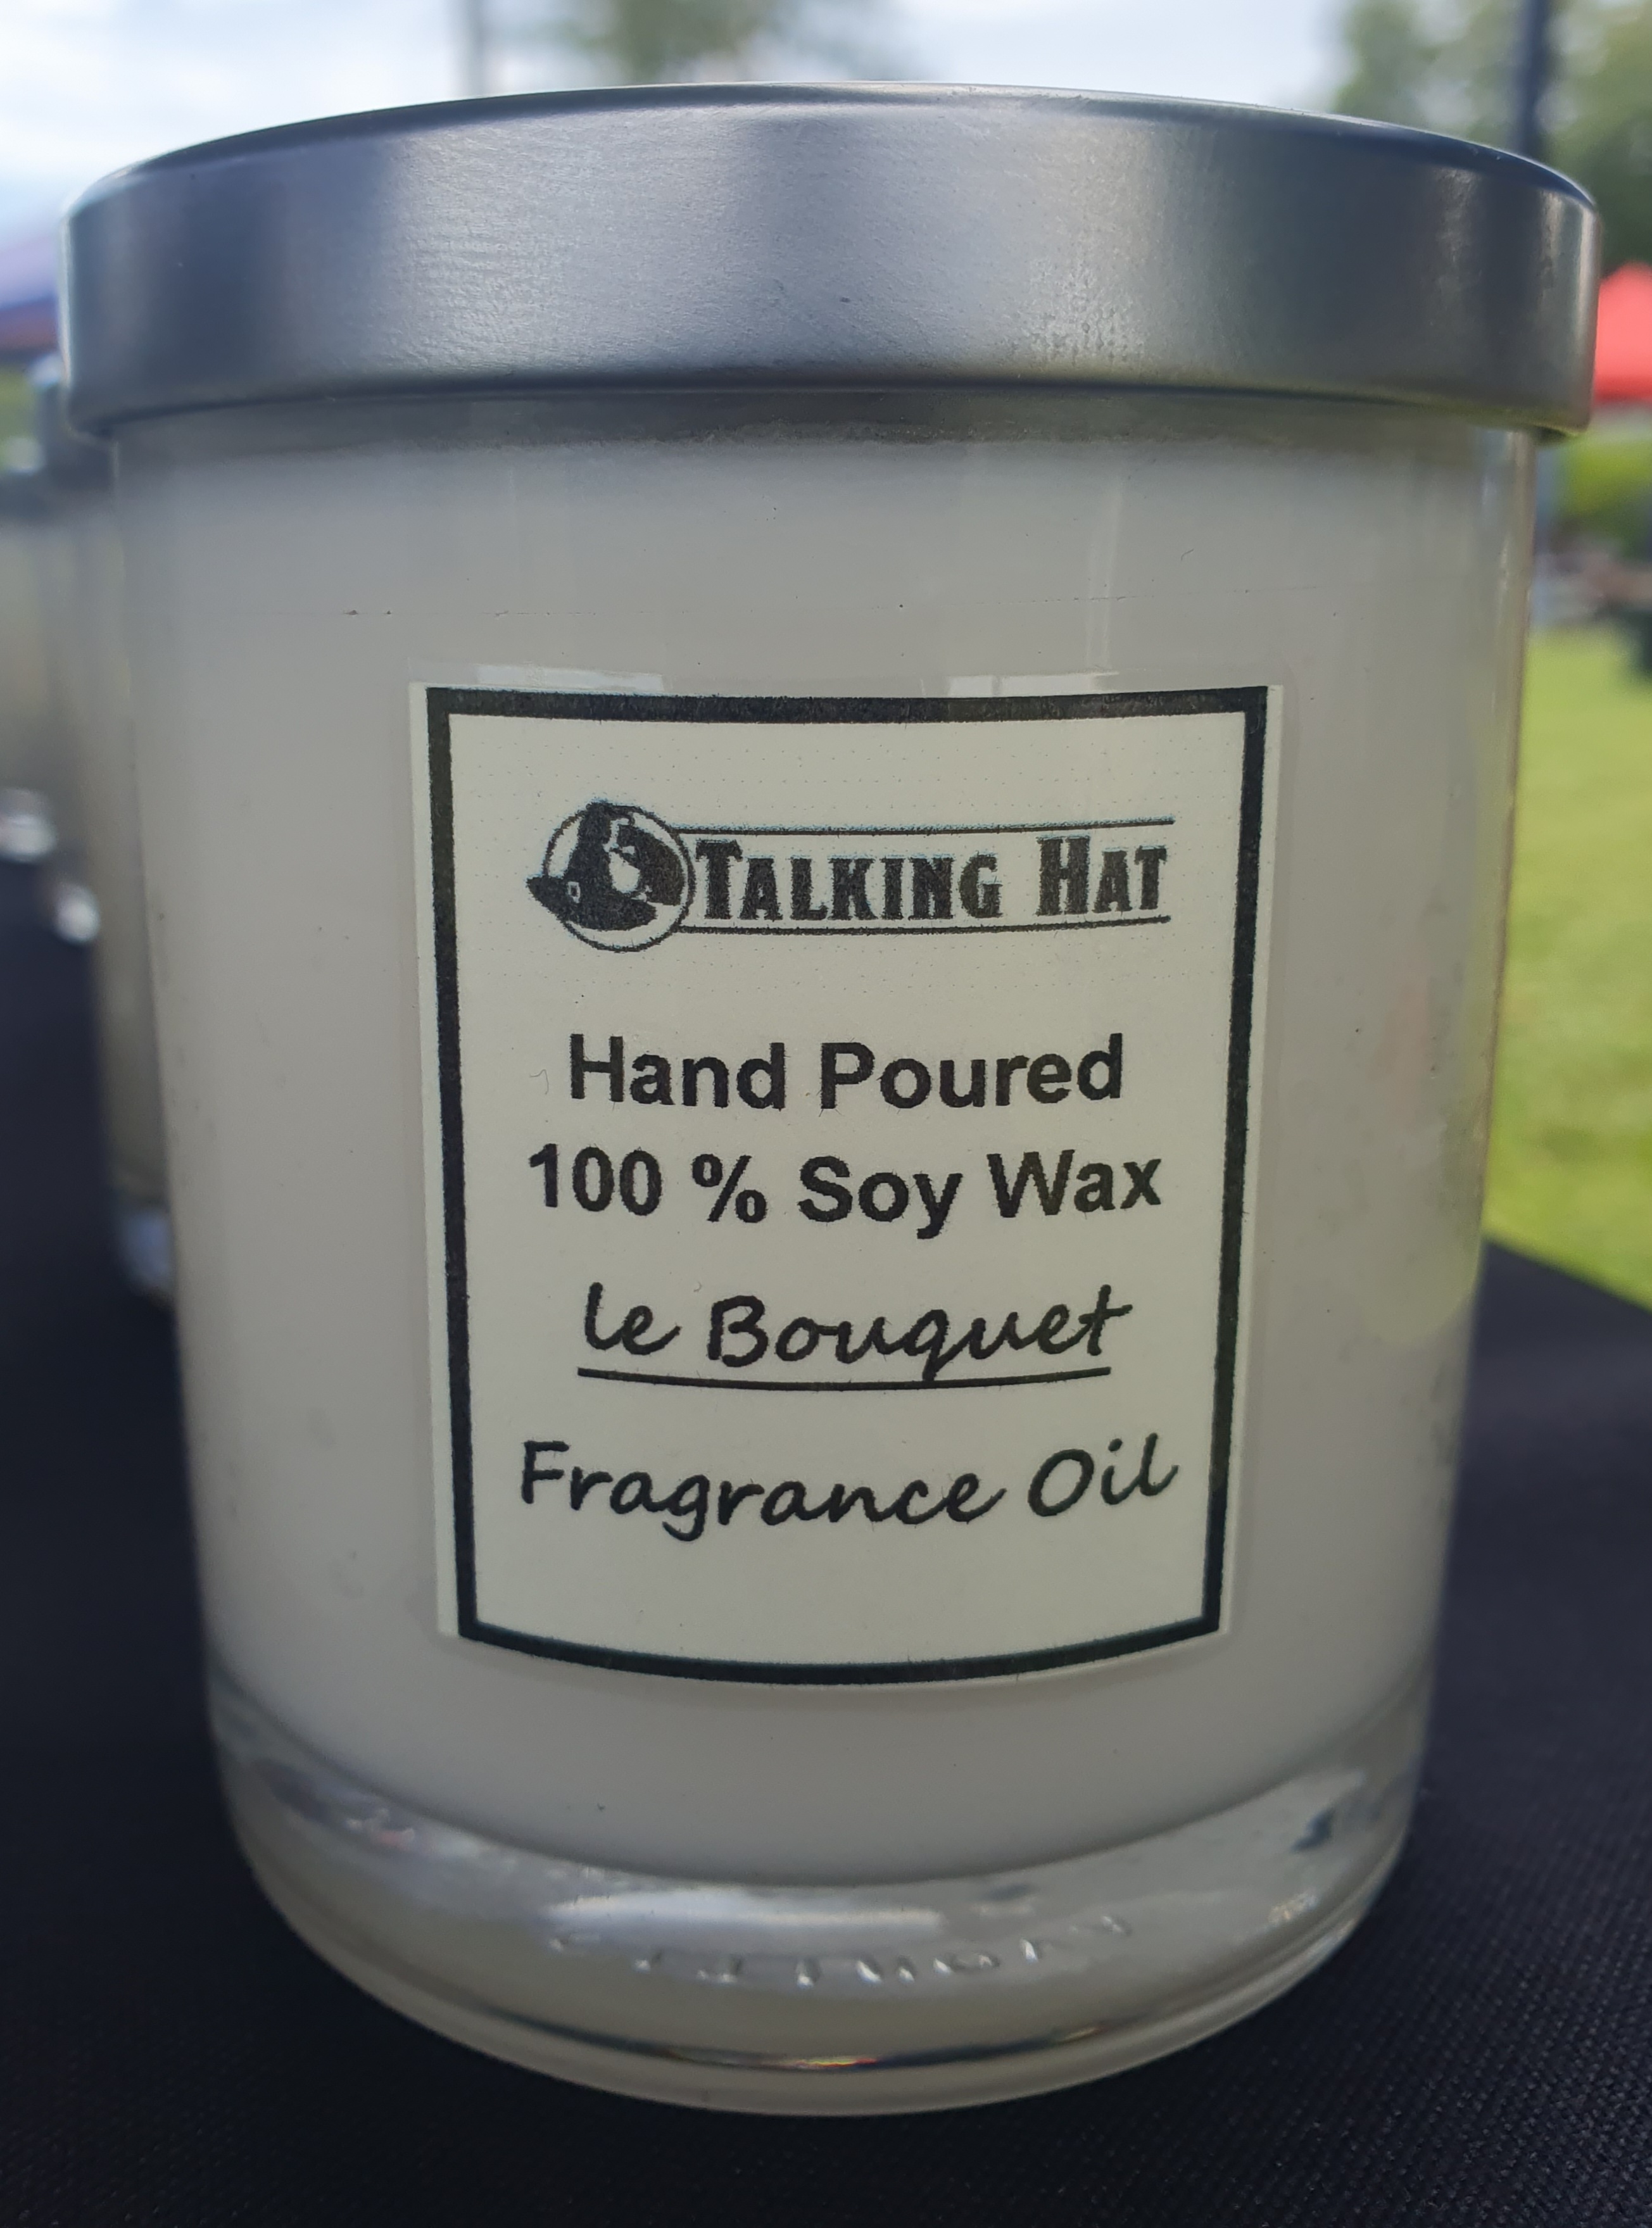 TALKING HAT
Hand Poured
100 % Soy Wax
le Bouquet
Fragrance Oil